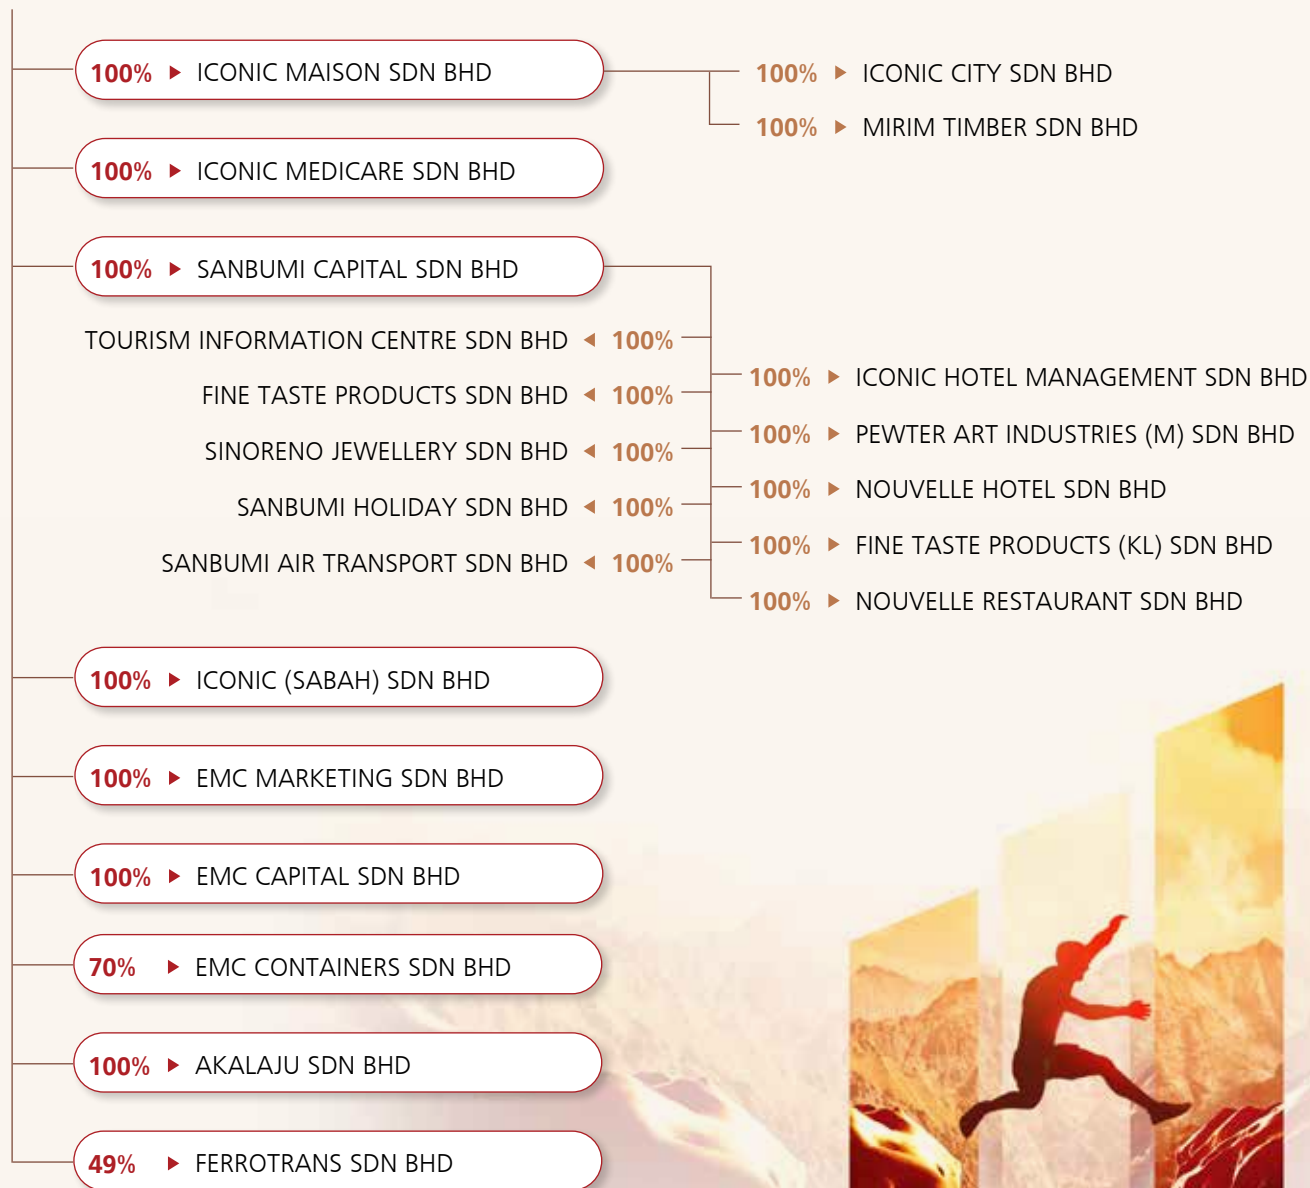 100% ▶ ICONIC MAISON SDN BHD
100% ▶ ICONIC CITY SDN BHD
100% ▶ MIRIM TIMBER SDN BHD
100% ▶ ICONIC MEDICARE SDN BHD
100% ▶ SANBUMI CAPITAL SDN BHD
TOURISM INFORMATION CENTRE SDN BHD ◀ 100%
FINE TASTE PRODUCTS SDN BHD ◀ 100%
SINORENO JEWELLERY SDN BHD ◀ 100%
SANBUMI HOLIDAY SDN BHD ◀ 100%
SANBUMI AIR TRANSPORT SDN BHD ◀ 100%
100% ▶ ICONIC HOTEL MANAGEMENT SDN BHD
100% ▶ PEWTER ART INDUSTRIES (M) SDN BHD
100% ▶ NOUVELLE HOTEL SDN BHD
100% ▶ FINE TASTE PRODUCTS (KL) SDN BHD
100% ▶ NOUVELLE RESTAURANT SDN BHD
100% ▶ ICONIC (SABAH) SDN BHD
100% ▶ EMC MARKETING SDN BHD
100% ▶ EMC CAPITAL SDN BHD
70% ▶ EMC CONTAINERS SDN BHD
100% ▶ AKALAJU SDN BHD
49% ▶ FERROTRANS SDN BHD